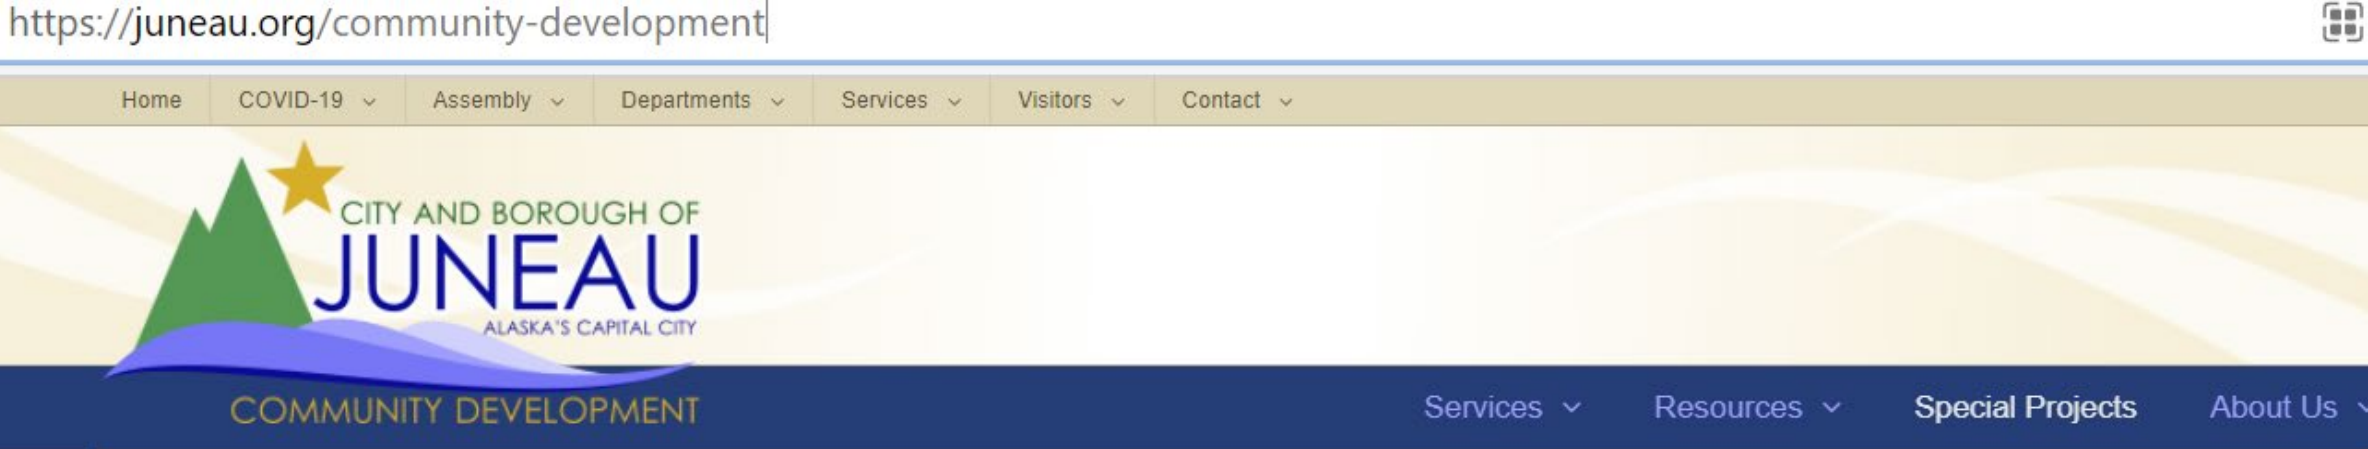 https://juneau.org/community-development
Home COVID-19 Assembly Departments Services Visitors Contact
CITY AND BOROUGH OF
JUNEAU
ALASKA'S CAPITAL CITY
COMMUNITY DEVELOPMENT
Services Resources Special Projects About Us